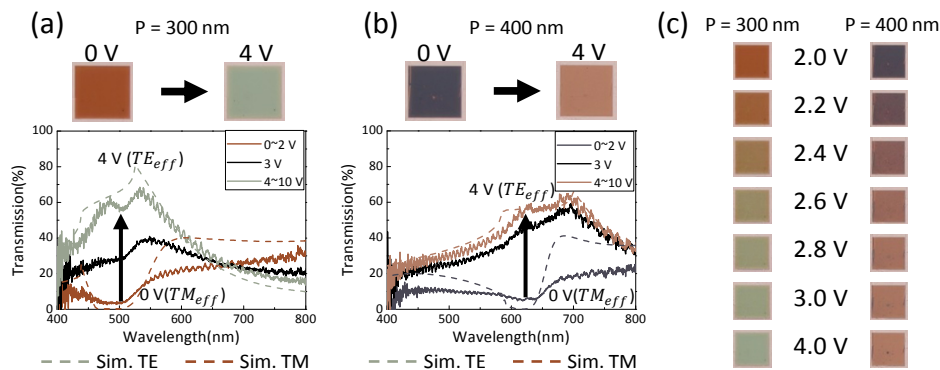 (a)
P = 300 nm
0 V
4 V
100
80
60
40
20
0
Transmission(%)
0~2 V
3 V
4~10 V
4 V (TE_eff)
0 V(TM_eff)
400 500 600 700 800
Wavelength(nm)
Sim. TE
Sim. TM
(b)
P = 400 nm
0 V
4 V
100
80
60
40
20
0
Transmission(%)
0~2 V
3 V
4~10 V
4 V (TE_eff)
0 V(TM_eff)
400 500 600 700 800
Wavelength(nm)
Sim. TE
Sim. TM
(c)
P = 300 nm P = 400 nm
2.0 V
2.2 V
2.4 V
2.6 V
2.8 V
3.0 V
4.0 V